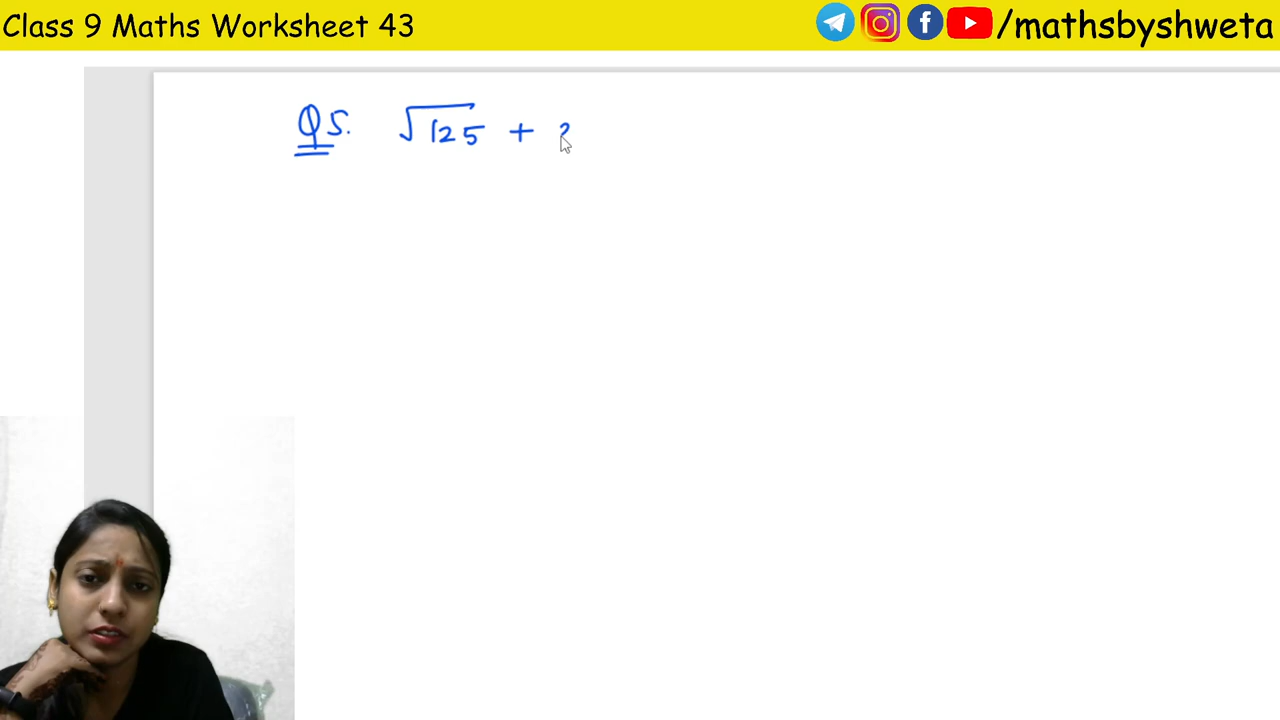 Class 9 Maths Worksheet 43
/mathsbyshweta
Q5. √125 +